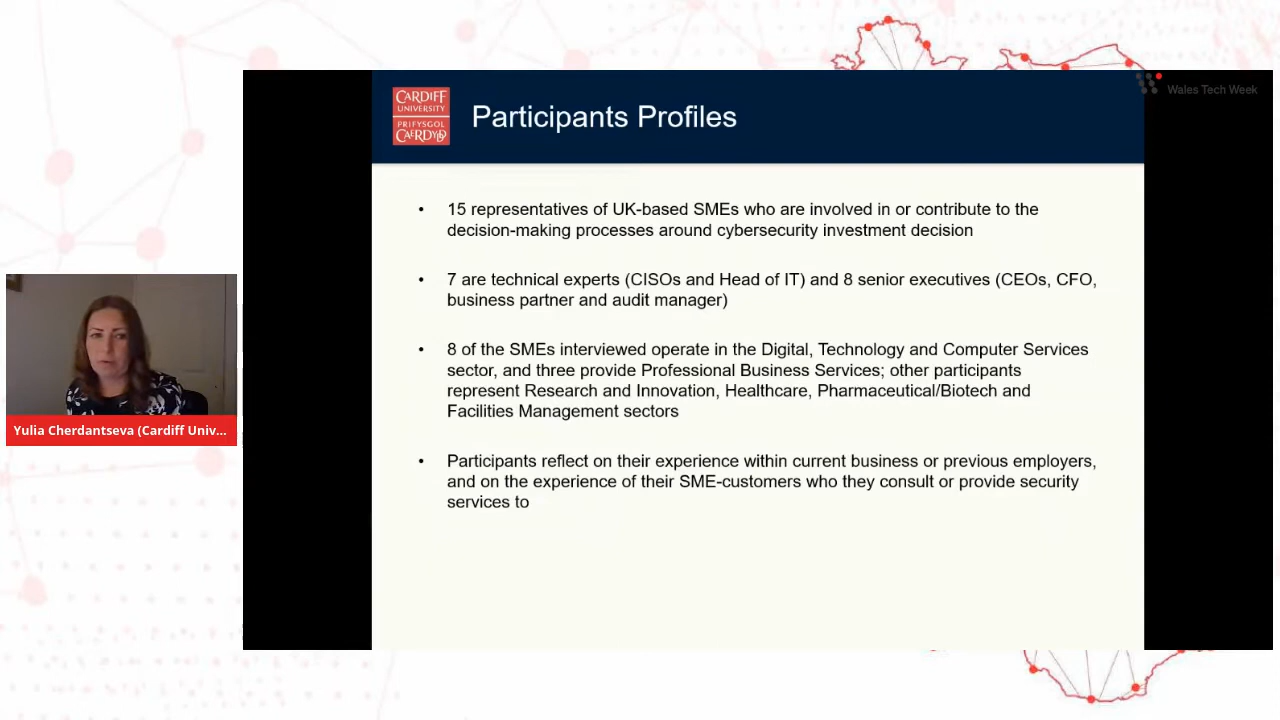 CARDIFF
UNIVERSITY
PRIFYSGOL
CAERDYDD
Participants Profiles
Wales Tech Week
• 15 representatives of UK-based SMEs who are involved in or contribute to the
decision-making processes around cybersecurity investment decision
• 7 are technical experts (CISOs and Head of IT) and 8 senior executives (CEOs, CFO,
business partner and audit manager)
• 8 of the SMEs interviewed operate in the Digital, Technology and Computer Services
sector, and three provide Professional Business Services; other participants
represent Research and Innovation, Healthcare, Pharmaceutical/Biotech and
Facilities Management sectors
• Participants reflect on their experience within current business or previous employers,
and on the experience of their SME-customers who they consult or provide security
services to
Yulia Cherdantseva (Cardiff Univ...